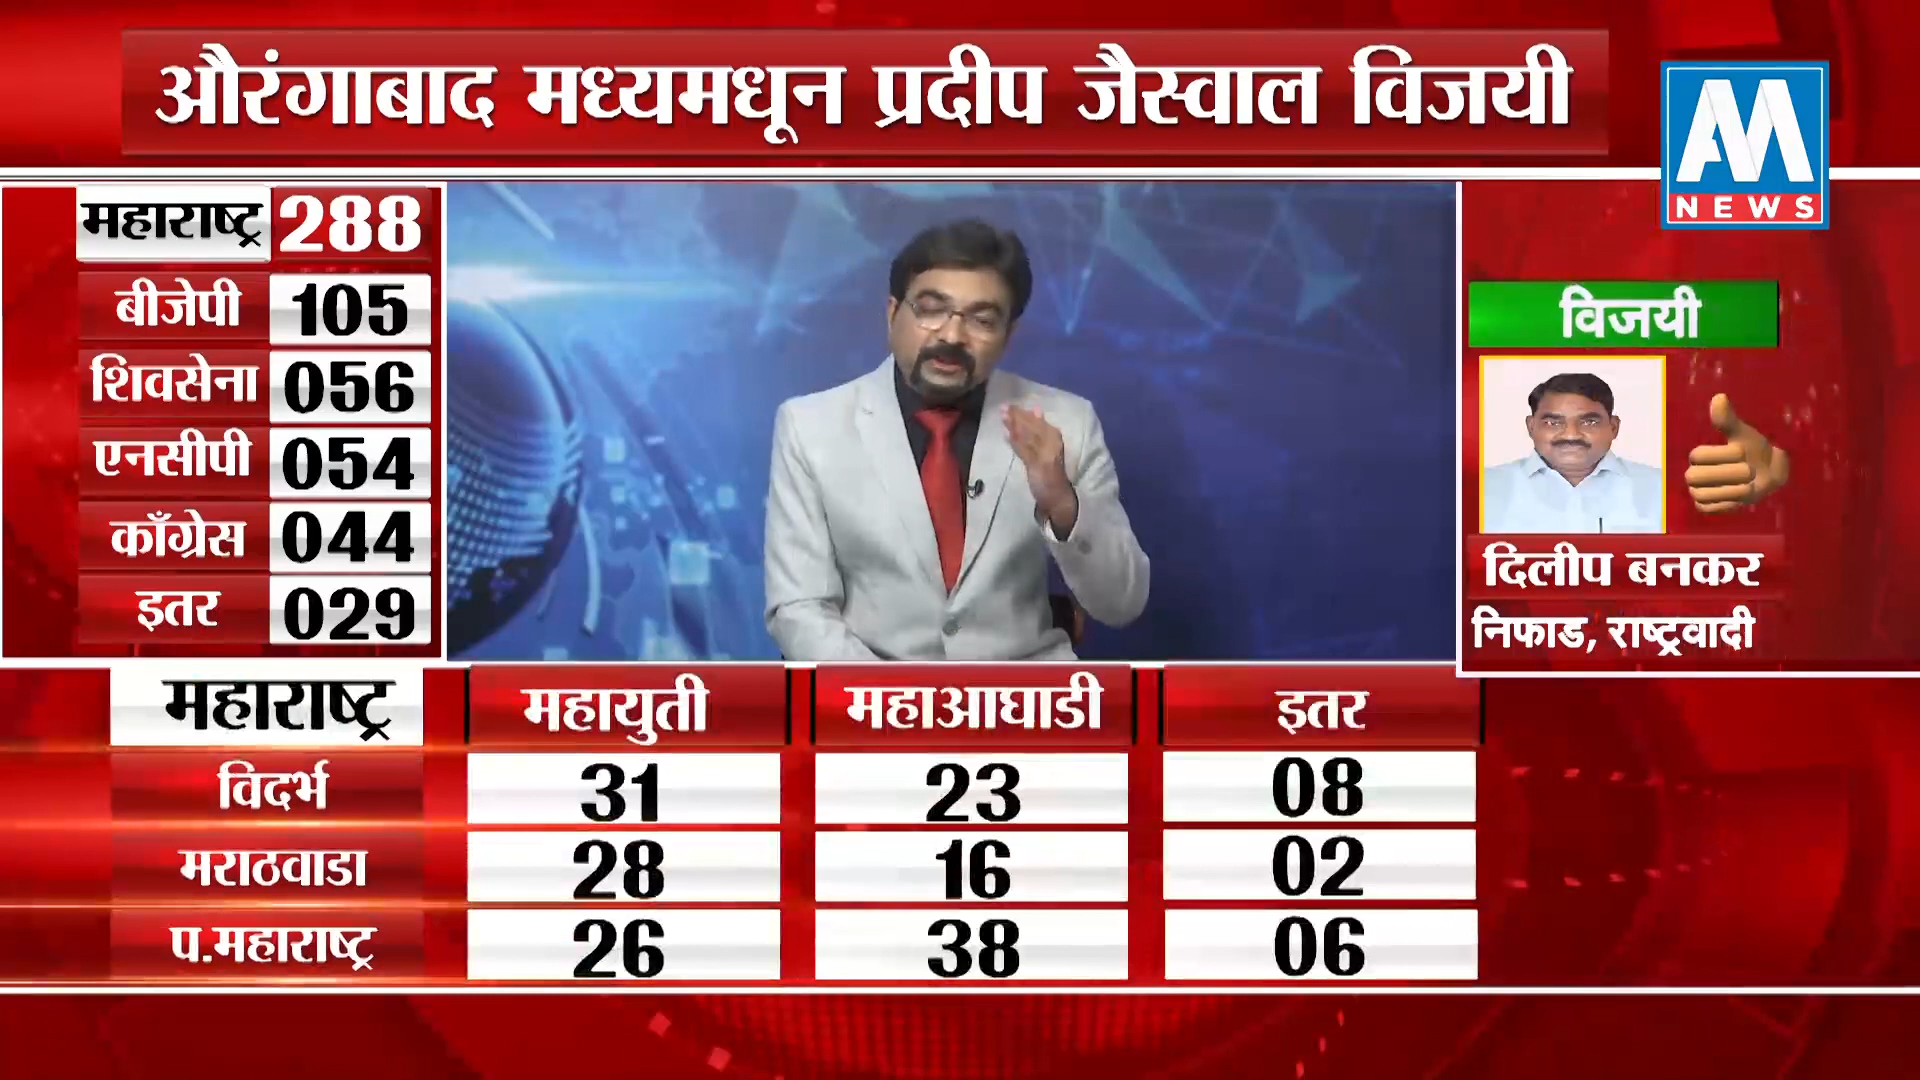 औरंगाबाद मध्यमधून प्रदीप जैस्वाल विजयी
AM
NEWS
महाराष्ट्र 288
बीजेपी 105
शिवसेना 056
एनसीपी 054
काँग्रेस 044
इतर 029
विजयी
दिलीप बनकर
निफाड, राष्ट्रवादी
महाराष्ट्र महायुती महाआघाडी इतर
विदर्भ 31 23 08
मराठवाडा 28 16 02
प.महाराष्ट्र 26 38 06